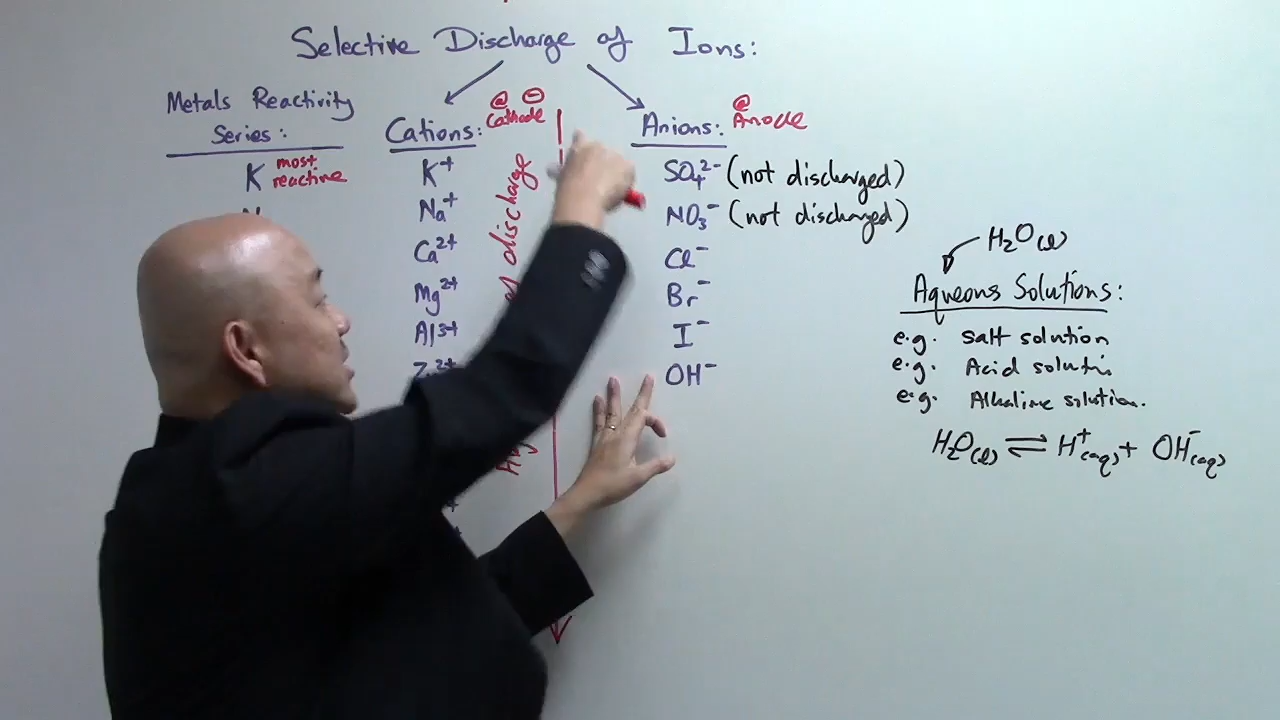 Selective Discharge of Ions:
Metals Reactivity
Series:
K most
reactive
Cations: @ ⊖
Cathode
K⁺
Na⁺
Ca²⁺
Mg²⁺
Al³⁺
discharge
Anions: @
Anode
SO₄²⁻ (not discharged)
NO₃⁻ (not discharged)
Cl⁻
Br⁻
I⁻
OH⁻
H₂O(l)
Aqueous Solutions:
e.g. Salt solution
e.g. Acid solution
e.g. Alkaline solution.
H₂O(l) ⇌ H⁺(aq) + OH⁻(aq)